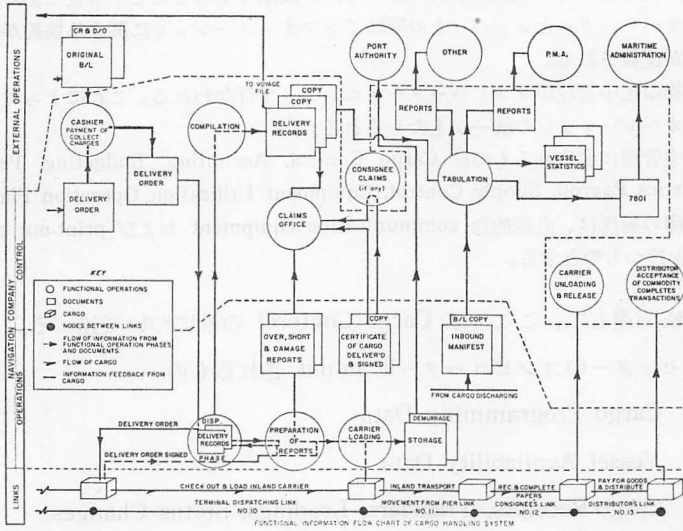 CR & D/O
ORIGINAL
B/L
CASHIER
PAYMENT OF
COLLECT
CHARGES
DELIVERY
ORDER
DELIVERY
ORDER
COMPILATION
TO VOYAGE
FILE
COPY
COPY
DELIVERY
RECORDS
CLAIMS
OFFICE
PORT
AUTHORITY
OTHER
P.M.A.
MARITIME
ADMINISTRATION
REPORTS
REPORTS
CONSIGNEE
CLAIMS
(if any)
TABULATION
VESSEL
STATISTICS
7801
CARRIER
UNLOADING
& RELEASE
DISTRIBUTOR
ACCEPTANCE
OF COMMODITY
COMPLETES
TRANSACTIONS
EXTERNAL OPERATIONS
CONTROL
NAVIGATION COMPANY
OPERATIONS
LINKS
KEY
FUNCTIONAL OPERATIONS
DOCUMENTS
CARGO
NODES BETWEEN LINKS
FLOW OF INFORMATION FROM
FUNCTIONAL OPERATION PHASES,
AND DOCUMENTS.
FLOW OF CARGO
INFORMATION FEEDBACK FROM
CARGO
OVER, SHORT
& DAMAGE
REPORTS
COPY
CERTIFICATE
OF CARGO
DELIVER'D
& SIGNED
B/L COPY
INBOUND
MANIFEST
FROM CARGO DISCHARGING
DELIVERY ORDER
DELIVERY ORDER SIGNED
DISP.
DELIVERY
RECORDS
PHASE
PREPARATION
OF
REPORTS
CARRIER
LOADING
DEMURRAGE
STORAGE
CHECK OUT & LOAD INLAND CARRIER
INLAND TRANSPORT
REC & COMPLETE
PAPERS
PAY FOR GOODS
& DISTRIBUTE
TERMINAL DISPATCHING LINK
NO.10
MOVEMENT FROM PIER LINK
NO.11
CONSIGNEE'S LINK
NO.12
DISTRIBUTOR'S LINK
NO.13
FUNCTIONAL INFORMATION FLOW CHART OF CARGO HANDLING SYSTEM